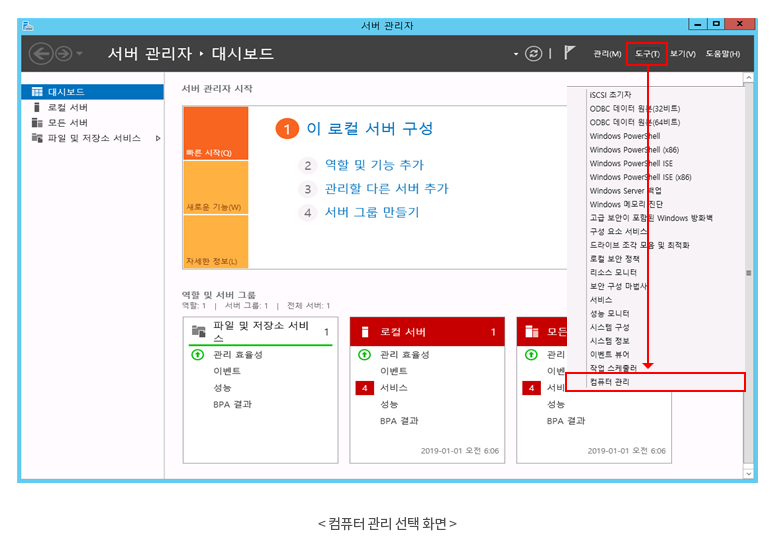 서버 관리자
서버 관리자 ‣ 대시보드
관리(M) 도구(T) 보기(V) 도움말(H)
대시보드
로컬 서버
모든 서버
파일 및 저장소 서비스
서버 관리자 시작
빠른 시작(Q)
새로운 기능(W)
자세한 정보(L)
1 이 로컬 서버 구성
2 역할 및 기능 추가
3 관리할 다른 서버 추가
4 서버 그룹 만들기
iSCSI 초기자
ODBC 데이터 원본(32비트)
ODBC 데이터 원본(64비트)
Windows PowerShell
Windows PowerShell (x86)
Windows PowerShell ISE
Windows PowerShell ISE (x86)
Windows Server 백업
Windows 메모리 진단
고급 보안이 포함된 Windows 방화벽
구성 요소 서비스
드라이브 조각 모음 및 최적화
로컬 보안 정책
리소스 모니터
보안 구성 마법사
서비스
성능 모니터
시스템 구성
시스템 정보
이벤트 뷰어
작업 스케줄러
컴퓨터 관리
역할 및 서버 그룹
역할: 1 | 서버 그룹: 1 | 전체 서버: 1
파일 및 저장소 서비
스
1
관리 효율성
이벤트
성능
BPA 결과
로컬 서버 1
관리 효율성
이벤트
4 서비스
성능
BPA 결과
2019-01-01 오전 6:06
모든
관리
이벤트
4 서비
성능
BPA 결과
2019-01-01 오전 6:06
< 컴퓨터 관리 선택 화면 >